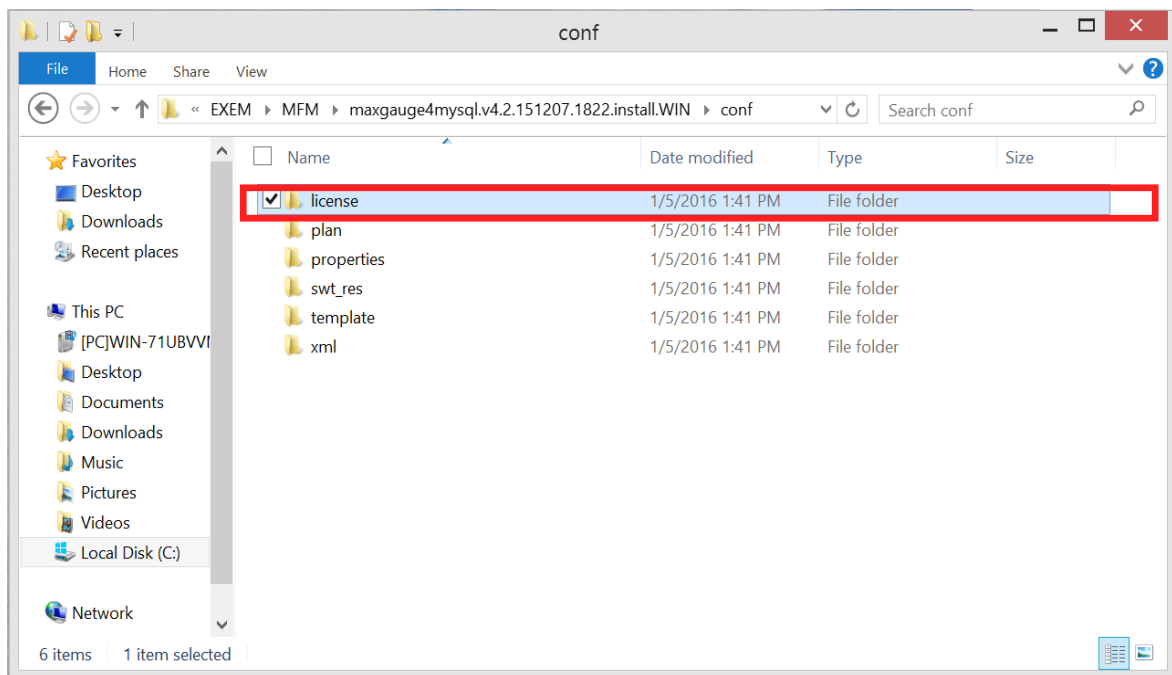 conf
File Home Share View
« EXEM MFM maxgauge4mysql.v4.2.151207.1822.install.WIN conf Search conf
Name Date modified Type Size
Favorites
Desktop
Downloads
Recent places
This PC
[PC]WIN-71UBVV
Desktop
Documents
Downloads
Music
Pictures
Videos
Local Disk (C:)
Network
license 1/5/2016 1:41 PM File folder
plan 1/5/2016 1:41 PM File folder
properties 1/5/2016 1:41 PM File folder
swt_res 1/5/2016 1:41 PM File folder
template 1/5/2016 1:41 PM File folder
xml 1/5/2016 1:41 PM File folder
6 items 1 item selected